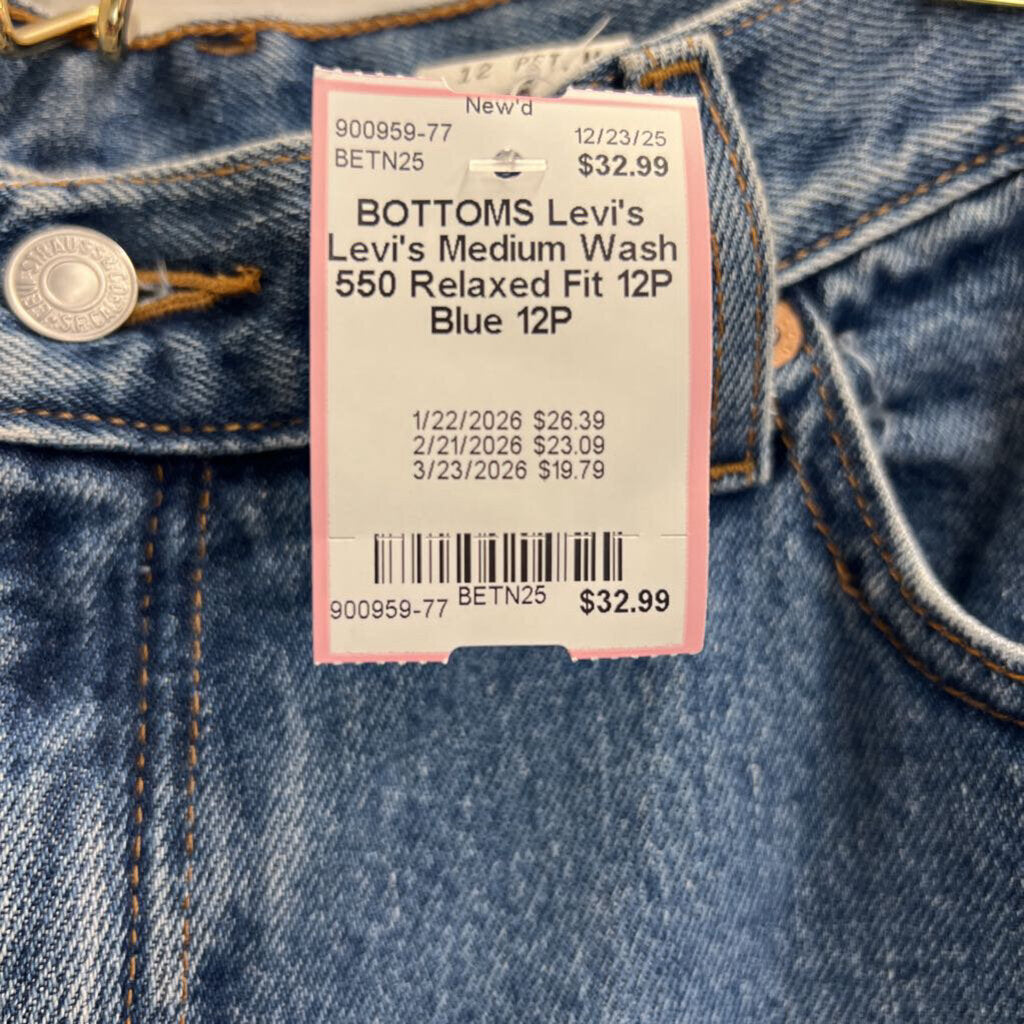 12 PET.
New'd
900959-77 12/23/25
BETN25 $32.99
BOTTOMS Levi's
Levi's Medium Wash
550 Relaxed Fit 12P
Blue 12P
1/22/2026 $26.39
2/21/2026 $23.09
3/23/2026 $19.79
900959-77 BETN25 $32.99